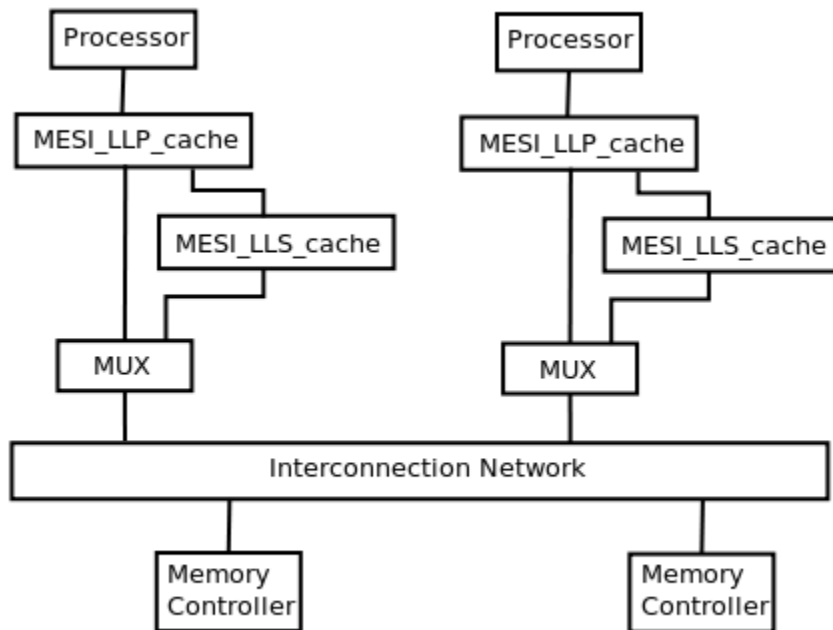 Processor
Processor
MESI_LLP_cache
MESI_LLP_cache
MESI_LLS_cache
MESI_LLS_cache
MUX
MUX
Interconnection Network
Memory
Controller
Memory
Controller